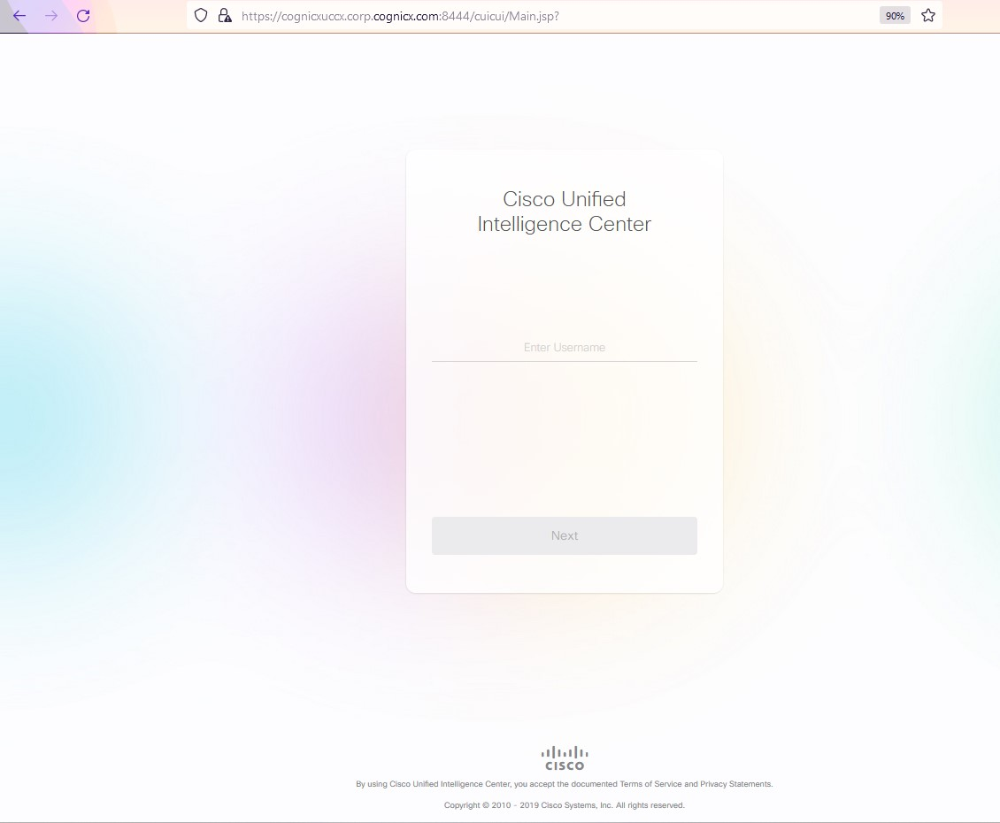 https://cognicxuccx.corp.cognicx.com:8444/cuicui/Main.jsp?
90%
Cisco Unified
Intelligence Center
Enter Username
Next
CISCO
By using Cisco Unified Intelligence Center, you accept the documented Terms of Service and Privacy Statements.
Copyright © 2010 - 2019 Cisco Systems, Inc. All rights reserved.